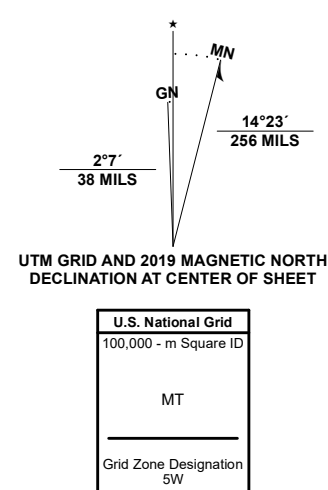 ★
MN
GN
14°23´
256 MILS
2°7´
38 MILS
UTM GRID AND 2019 MAGNETIC NORTH
DECLINATION AT CENTER OF SHEET
U.S. National Grid
100,000 - m Square ID
MT
Grid Zone Designation
5W